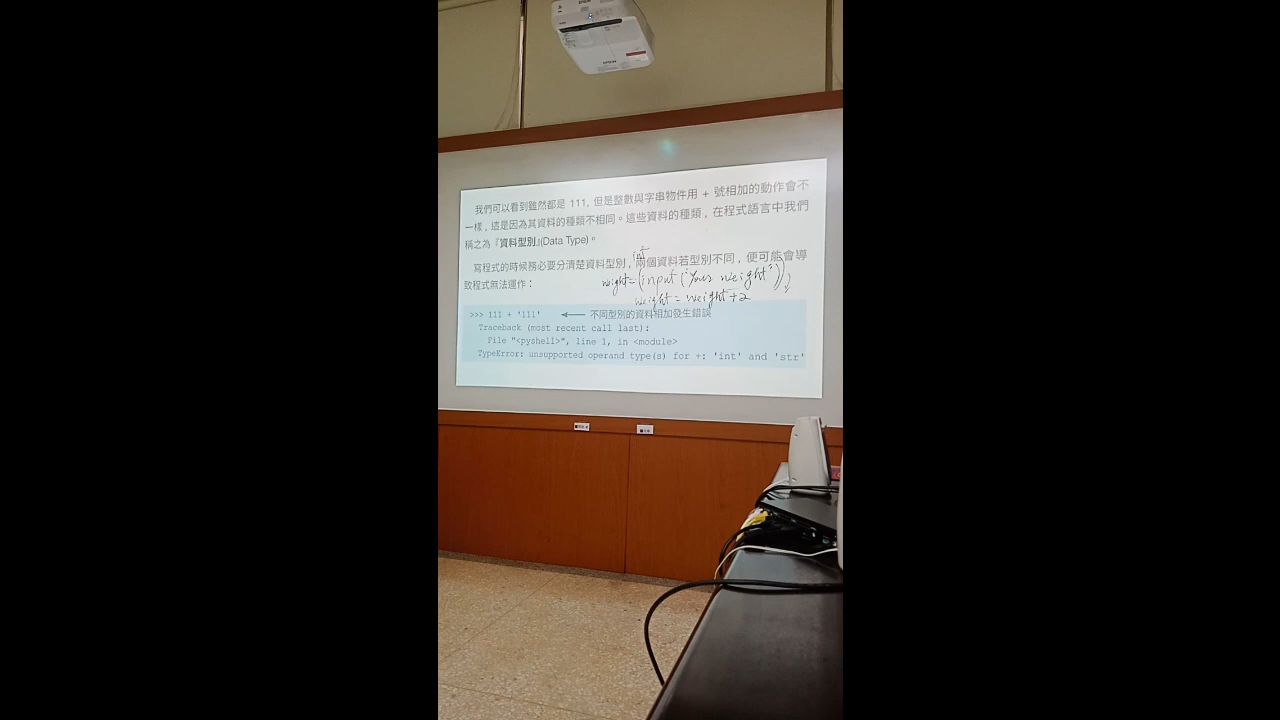 EPSON
我們可以看到雖然都是 111, 但是整數與字串物件用 + 號相加的動作會不
一樣, 這是因為其資料的種類不相同。這些資料的種類, 在程式語言中我們
稱之為『資料型別』(Data Type)。
寫程式的時候務必要分清楚資料型別, 兩個資料若型別不同, 便可能會導
致程式無法運作:
int
weight=(input('Your weight'))
weight = weight+2
>>> 111 + '111' ← 不同型別的資料相加發生錯誤
Traceback (most recent call last):
File "<pyshell>", line 1, in <module>
TypeError: unsupported operand type(s) for +: 'int' and 'str'